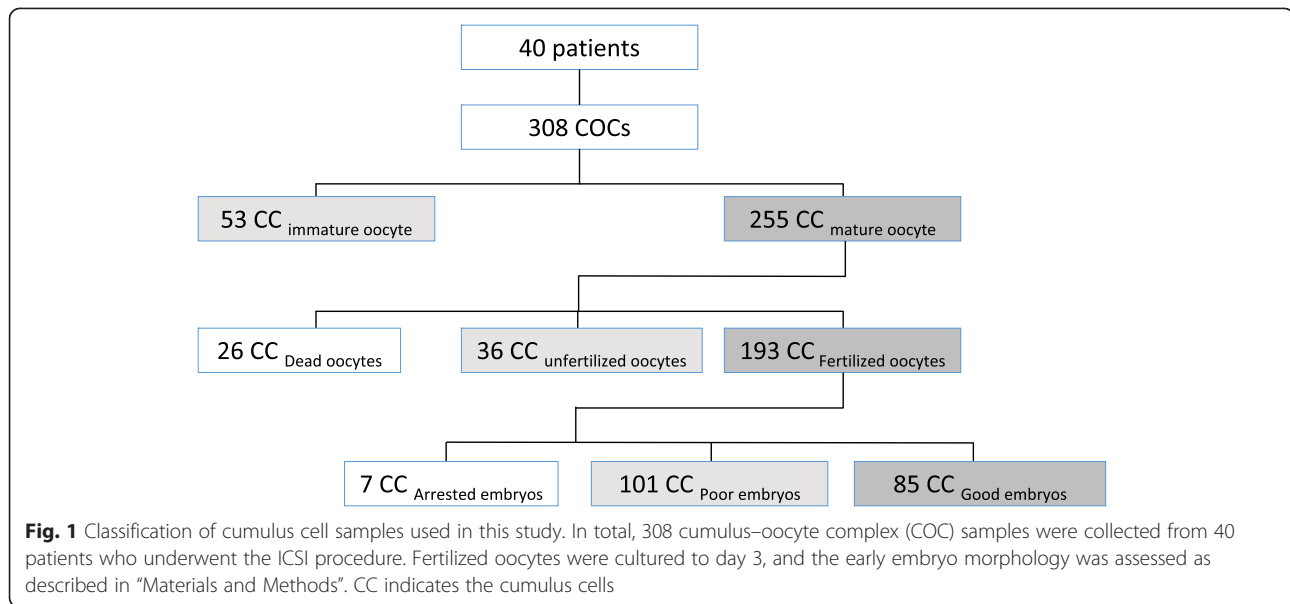 40 patients
308 COCs
53 CC immature oocyte
255 CC mature oocyte
26 CC Dead oocytes
36 CC unfertilized oocytes
193 CC Fertilized oocytes
7 CC Arrested embryos
101 CC Poor embryos
85 CC Good embryos
Fig. 1 Classification of cumulus cell samples used in this study. In total, 308 cumulus–oocyte complex (COC) samples were collected from 40
patients who underwent the ICSI procedure. Fertilized oocytes were cultured to day 3, and the early embryo morphology was assessed as
described in “Materials and Methods”. CC indicates the cumulus cells